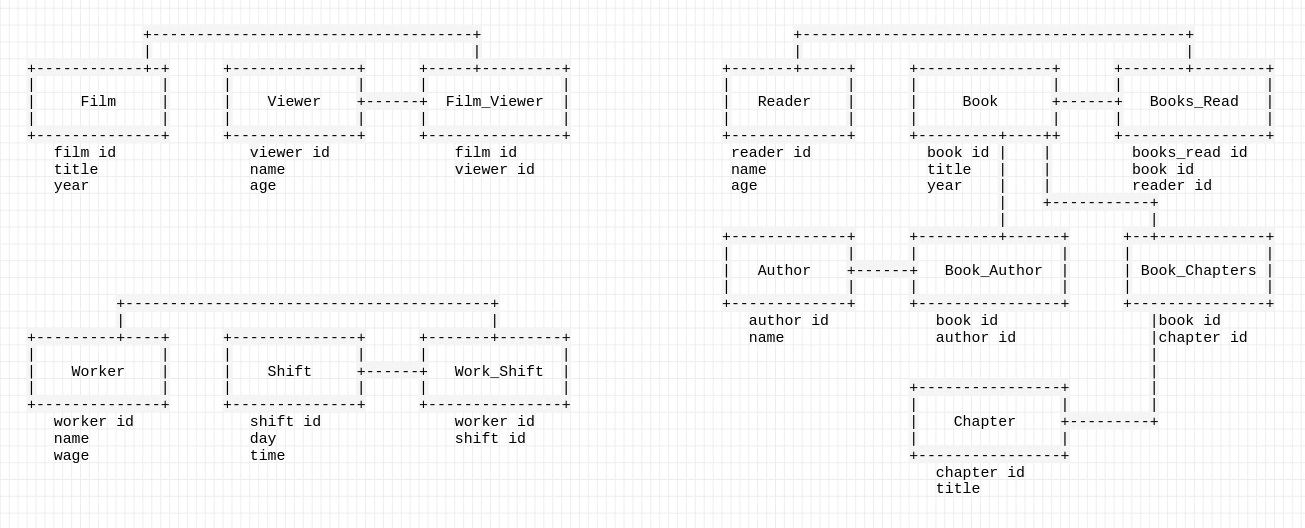 Film
film id
title
year
Viewer
viewer id
name
age
Film_Viewer
film id
viewer id
Reader
reader id
name
age
Book
book id
title
year
Books_Read
books_read id
book id
reader id
Author
author id
name
Book_Author
book id
author id
Book_Chapters
book id
chapter id
Chapter
chapter id
title
Worker
worker id
name
wage
Shift
shift id
day
time
Work_Shift
worker id
shift id